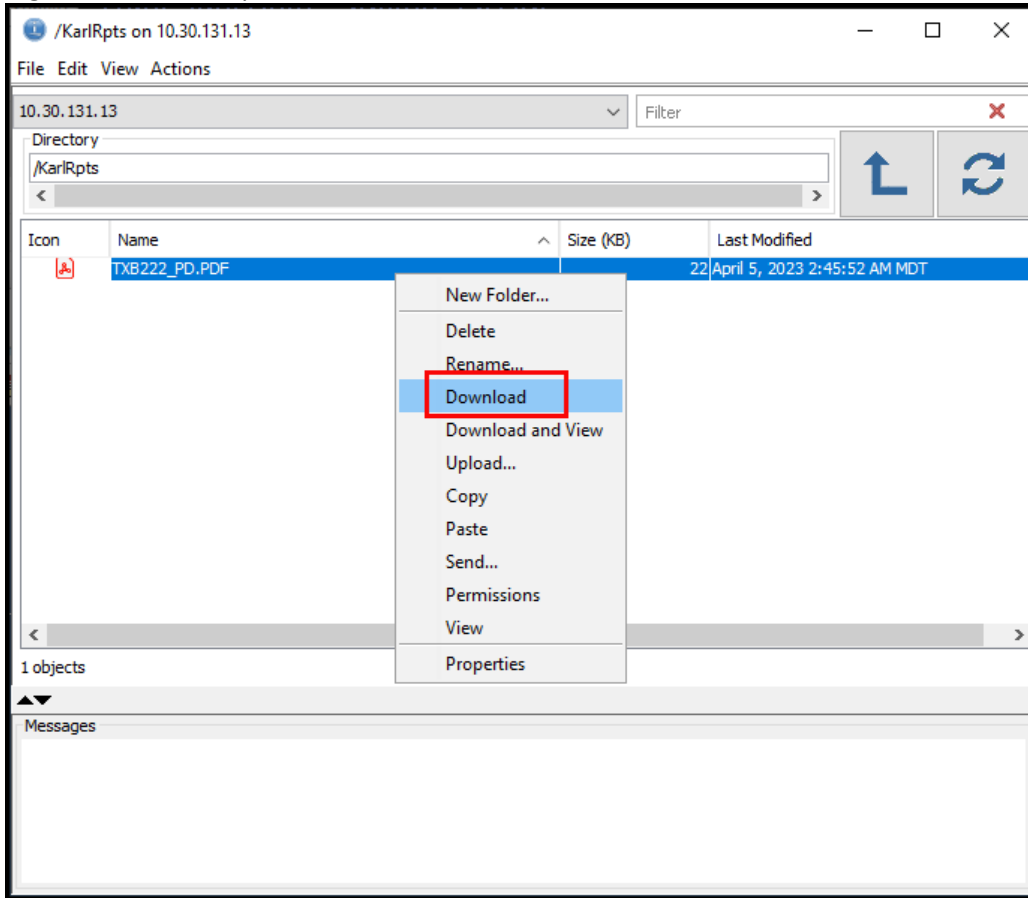 /KarlRpts on 10.30.131.13
File Edit View Actions
10.30.131.13
Filter
Directory
/KarlRpts
Icon Name Size (KB) Last Modified
TXB222_PD.PDF 22 April 5, 2023 2:45:52 AM MDT
New Folder...
Delete
Rename...
Download
Download and View
Upload...
Copy
Paste
Send...
Permissions
View
Properties
1 objects
Messages